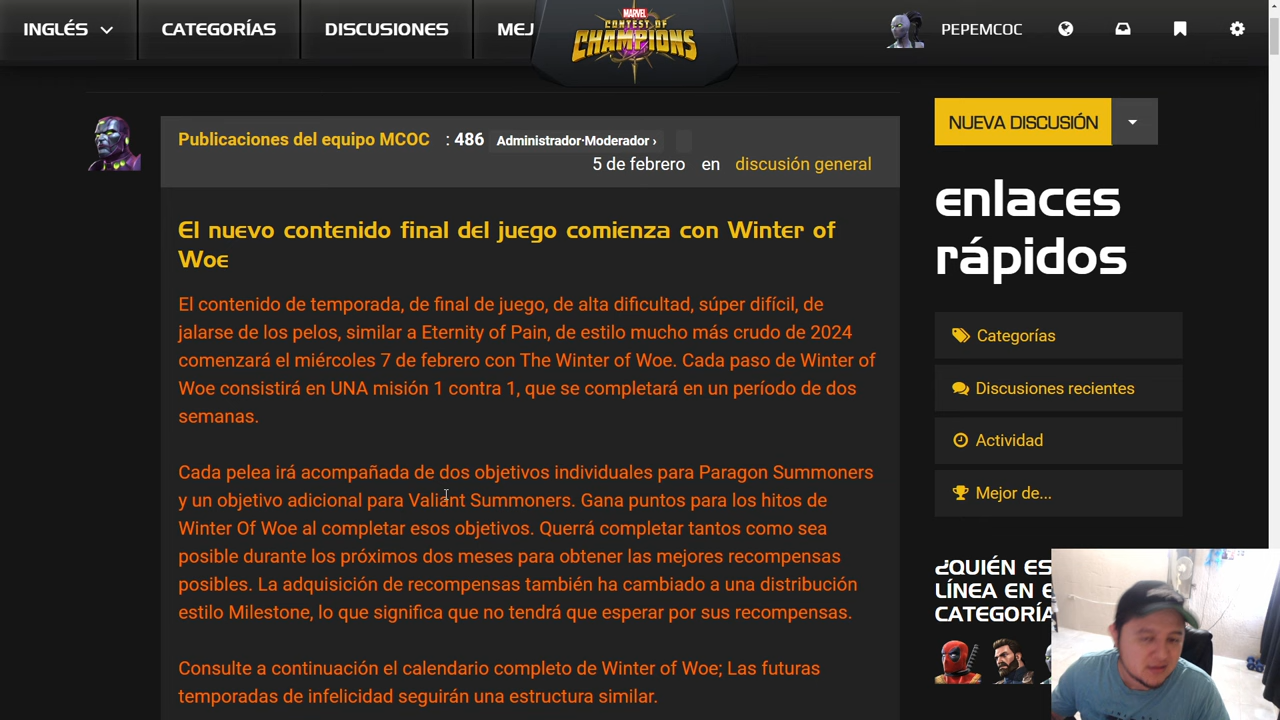 INGLÉS
CATEGORÍAS
DISCUSIONES
MEJ
MARVEL
CONTEST OF
CHAMPIONS
PEPEMCOC
Publicaciones del equipo MCOC : 486 Administrador·Moderador ›
5 de febrero en discusión general
El nuevo contenido final del juego comienza con Winter of
Woe
El contenido de temporada, de final de juego, de alta dificultad, súper difícil, de
jalarse de los pelos, similar a Eternity of Pain, de estilo mucho más crudo de 2024
comenzará el miércoles 7 de febrero con The Winter of Woe. Cada paso de Winter of
Woe consistirá en UNA misión 1 contra 1, que se completará en un período de dos
semanas.
Cada pelea irá acompañada de dos objetivos individuales para Paragon Summoners
y un objetivo adicional para Valiant Summoners. Gana puntos para los hitos de
Winter Of Woe al completar esos objetivos. Querrá completar tantos como sea
posible durante los próximos dos meses para obtener las mejores recompensas
posibles. La adquisición de recompensas también ha cambiado a una distribución
estilo Milestone, lo que significa que no tendrá que esperar por sus recompensas.
Consulte a continuación el calendario completo de Winter of Woe; Las futuras
temporadas de infelicidad seguirán una estructura similar.
NUEVA DISCUSIÓN
enlaces
rápidos
Categorías
Discusiones recientes
Actividad
Mejor de...
¿QUIÉN ES
LÍNEA EN E
CATEGORÍA